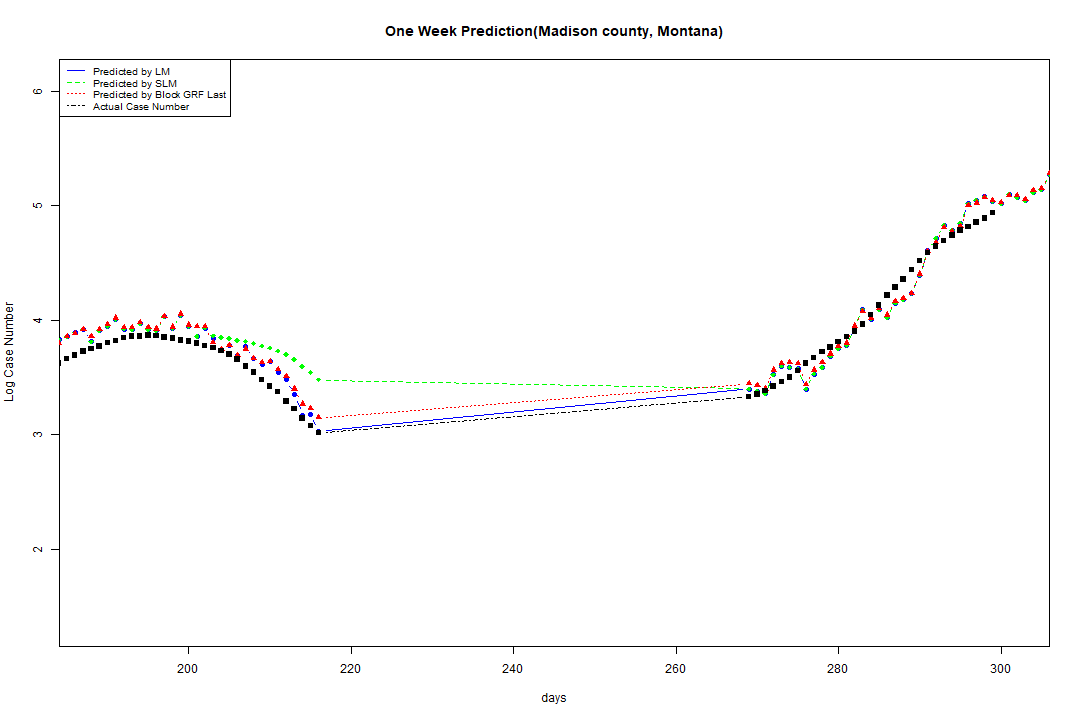 One Week Prediction(Madison county, Montana)
Predicted by LM
Predicted by SLM
Predicted by Block GRF Last
Actual Case Number
6
5
4
3
2
Log Case Number
200 220 240 260 280 300
days